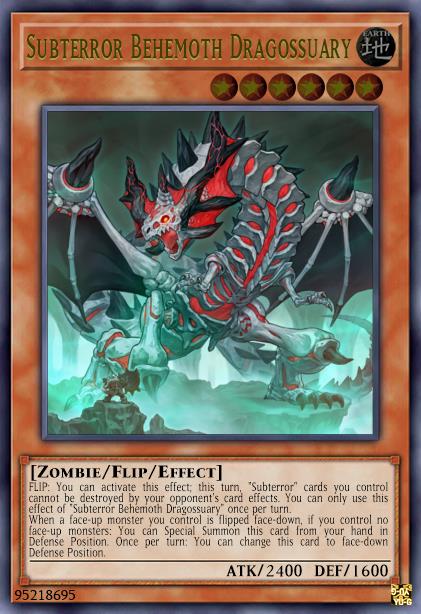 SUBTERROR BEHEMOTH DRAGOSSUARY
EARTH
地
[ZOMBIE/FLIP/EFFECT]
FLIP: You can activate this effect; this turn, "Subterror" cards you control
cannot be destroyed by your opponent's card effects. You can only use this
effect of "Subterror Behemoth Dragossuary" once per turn.
When a face-up monster you control is flipped face-down, if you control no
face-up monsters: You can Special Summon this card from your hand in
Defense Position. Once per turn: You can change this card to face-down
Defense Position.
ATK/2400 DEF/1600
95218695